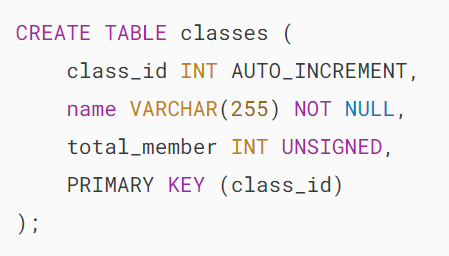 CREATE TABLE classes (
    class_id INT AUTO_INCREMENT,
    name VARCHAR(255) NOT NULL,
    total_member INT UNSIGNED,
    PRIMARY KEY (class_id)
);